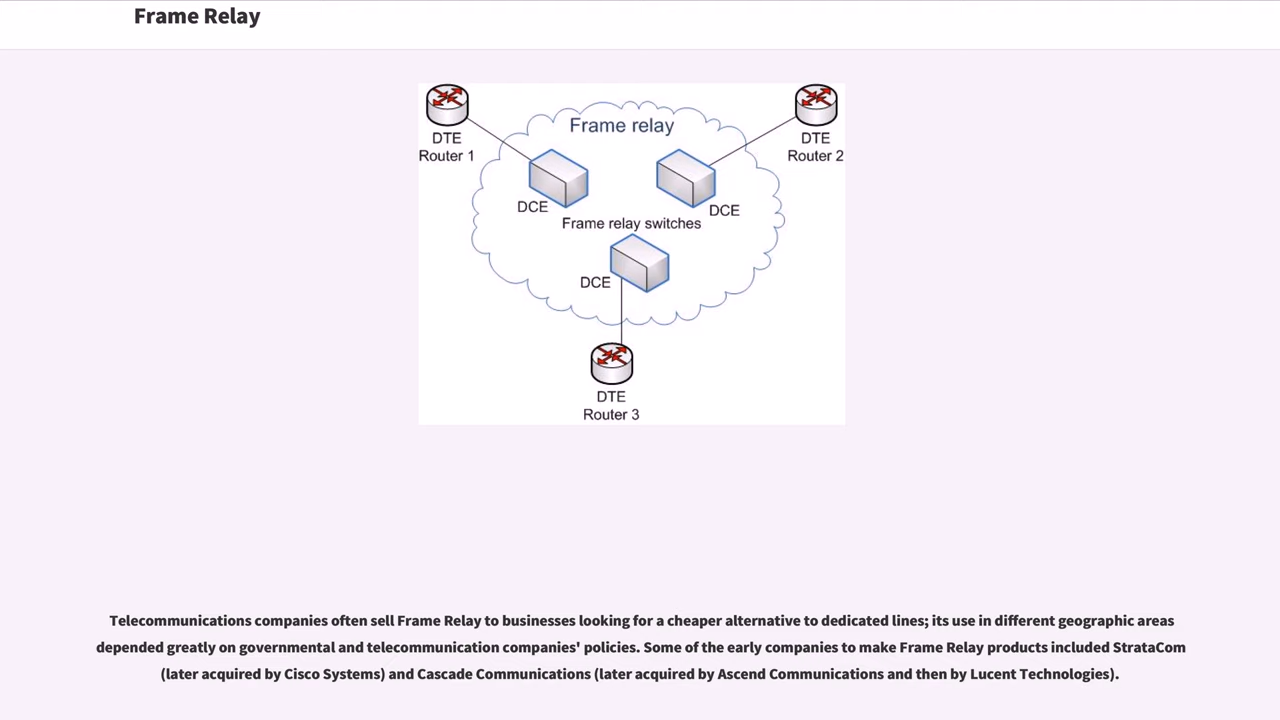 Frame Relay
DTE
Router 1
Frame relay
DTE
Router 2
DCE
DCE
Frame relay switches
DCE
DTE
Router 3
Telecommunications companies often sell Frame Relay to businesses looking for a cheaper alternative to dedicated lines; its use in different geographic areas
depended greatly on governmental and telecommunication companies' policies. Some of the early companies to make Frame Relay products included StrataCom
(later acquired by Cisco Systems) and Cascade Communications (later acquired by Ascend Communications and then by Lucent Technologies).